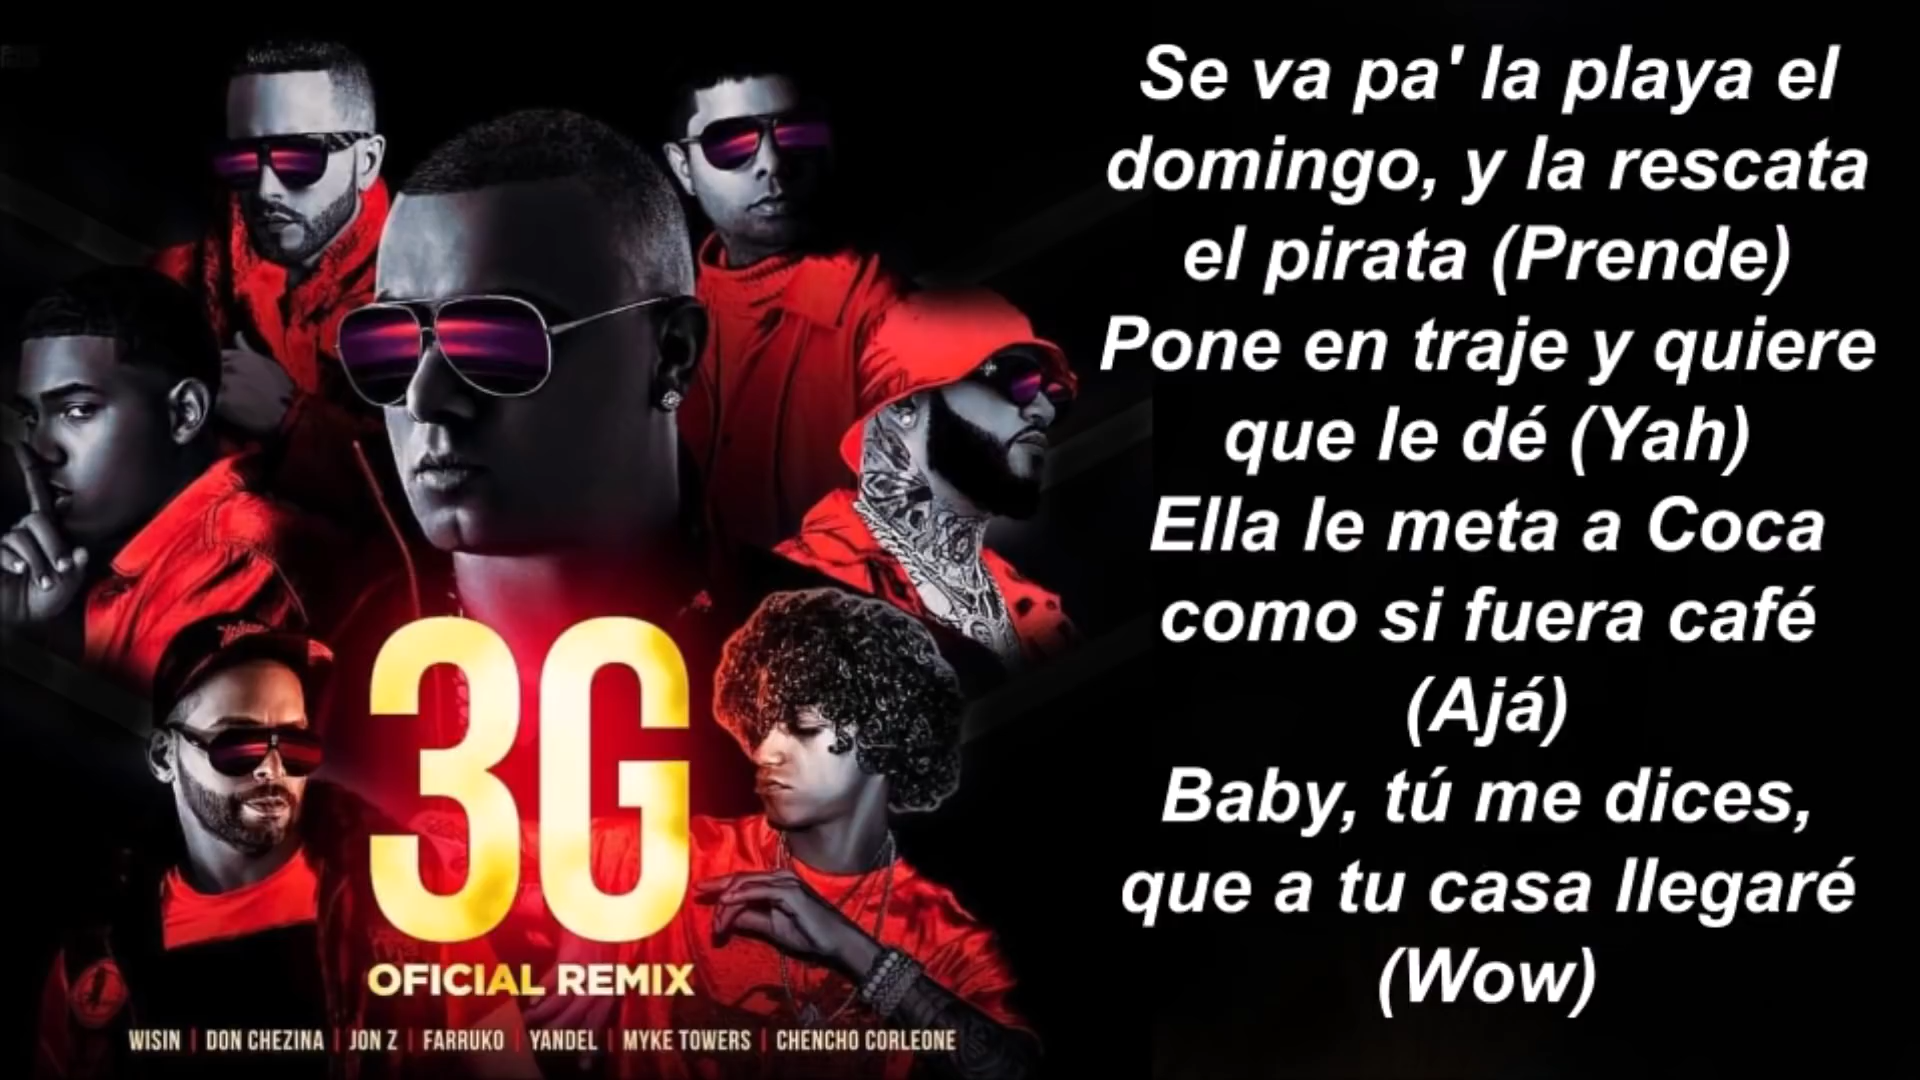 Se va pa' la playa el
domingo, y la rescata
el pirata (Prende)
Pone en traje y quiere
que le dé (Yah)
Ella le meta a Coca
como si fuera café
(Ajá)
Baby, tú me dices,
que a tu casa llegaré
(Wow)
3G
OFICIAL REMIX
WISIN | DON CHEZINA | JON Z | FARRUKO | YANDEL | MYKE TOWERS | CHENCHO CORLEONE